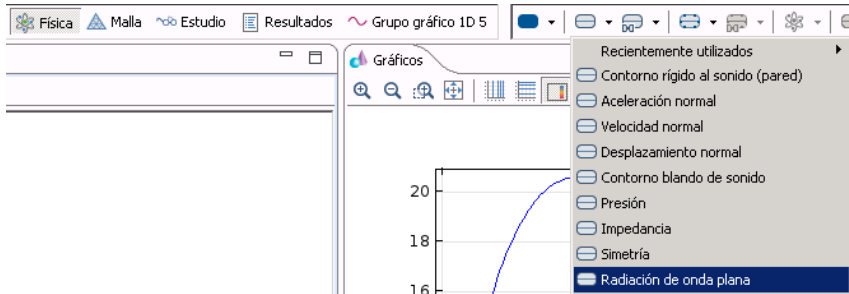 Física Malla Estudio Resultados Grupo gráfico 1D 5
Gráficos
Recientemente utilizados
Contorno rígido al sonido (pared)
Aceleración normal
Velocidad normal
Desplazamiento normal
Contorno blando de sonido
Presión
Impedancia
Simetría
Radiación de onda plana
20
18
16